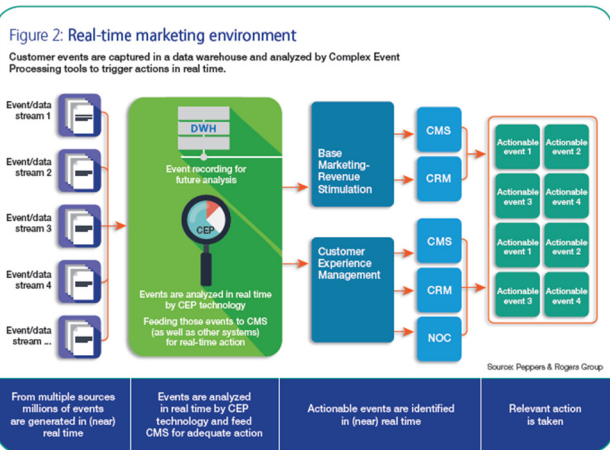 Figure 2: Real-time marketing environment
Customer events are captured in a data warehouse and analyzed by Complex Event
Processing tools to trigger actions in real time.
Event/data
stream 1
Event/data
stream 2
Event/data
stream 3
Event/data
stream 4
Event/data
stream ...
DWH
Event recording for
future analysis
CEP
Events are analyzed in real time
by CEP technology
Feeding those events to CMS
(as well as other systems)
for real-time action
Base
Marketing-
Revenue
Stimulation
CMS
CRM
Customer
Experience
Management
CMS
CRM
NOC
Actionable
event 1
Actionable
event 2
Actionable
event 3
Actionable
event 4
Actionable
event 1
Actionable
event 2
Actionable
event 3
Actionable
event 4
Source: Peppers & Rogers Group
From multiple sources
millions of events
are generated in (near)
real time
Events are analyzed
in real time by CEP
technology and feed
CMS for adequate action
Actionable events are identified
in (near) real time
Relevant action
is taken